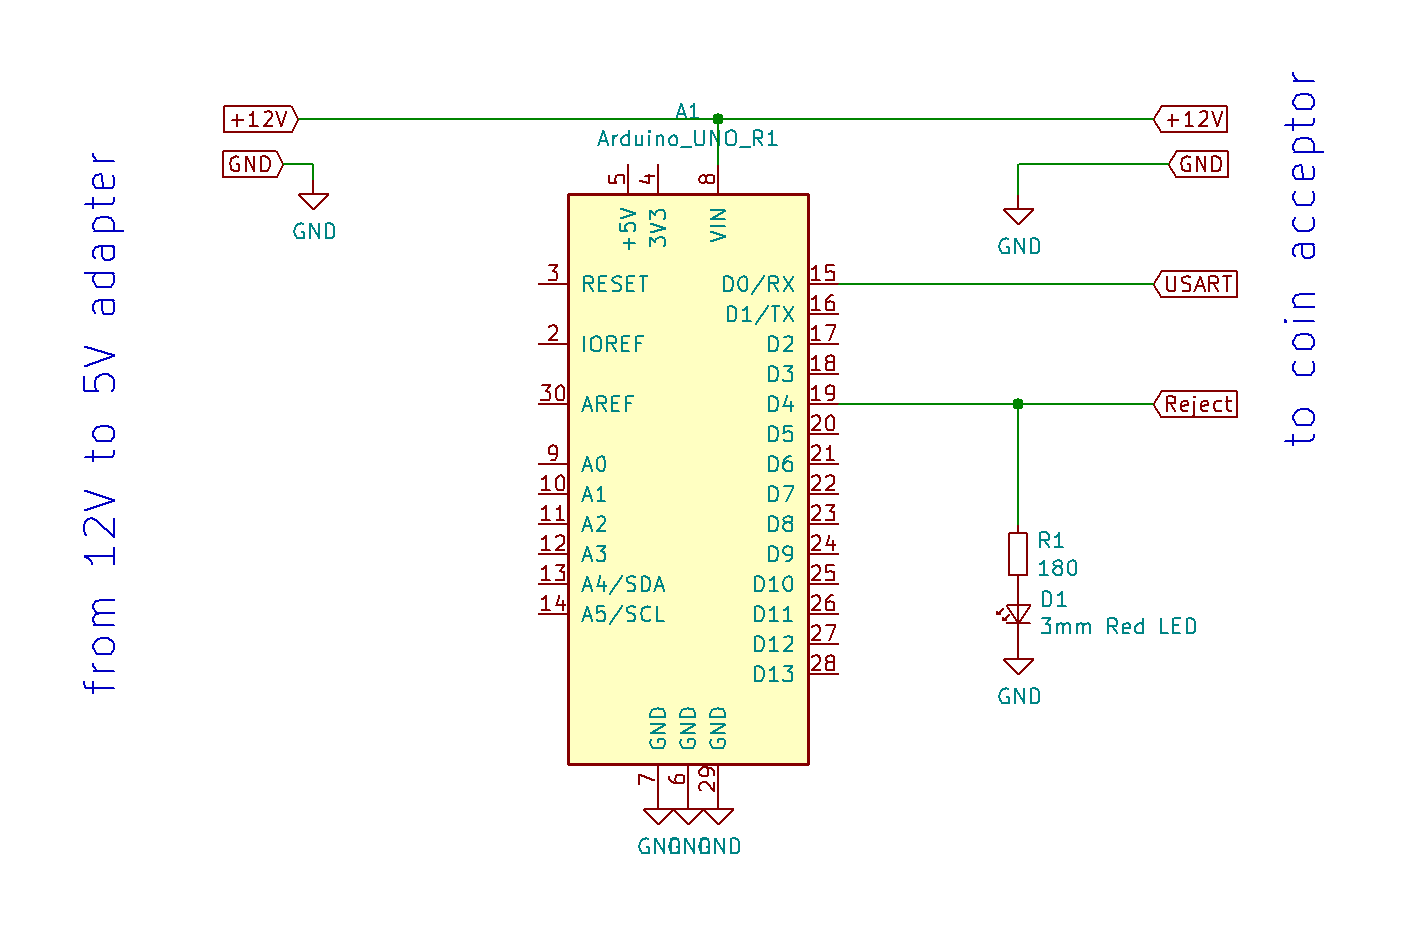 from 12V to 5V adapter
+12V
GND
GND
A1
Arduino_UNO_R1
5
4
8
+5V
3V3
VIN
3
RESET
2
IOREF
30
AREF
9
A0
10
A1
11
A2
12
A3
13
A4/SDA
14
A5/SCL
D0/RX
15
D1/TX
16
D2
17
D3
18
D4
19
D5
20
D6
21
D7
22
D8
23
D9
24
D10
25
D11
26
D12
27
D13
28
GND
GND
GND
7
6
29
GND
GND
GND
+12V
GND
GND
USART
Reject
R1
180
D1
3mm Red LED
GND
to coin acceptor